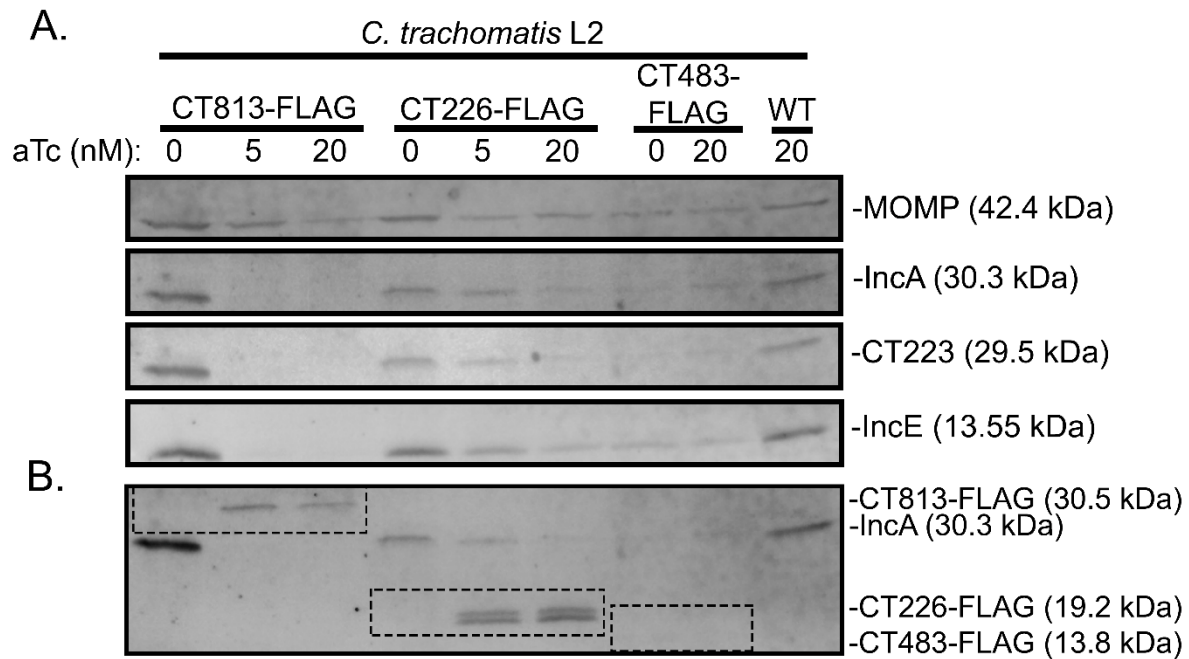 A.
C. trachomatis L2
CT813-FLAG CT226-FLAG CT483-FLAG WT
aTc (nM): 0 5 20 0 5 20 0 20 20
-MOMP (42.4 kDa)
-IncA (30.3 kDa)
-CT223 (29.5 kDa)
-IncE (13.55 kDa)
B.
-CT813-FLAG (30.5 kDa)
-IncA (30.3 kDa)
-CT226-FLAG (19.2 kDa)
-CT483-FLAG (13.8 kDa)